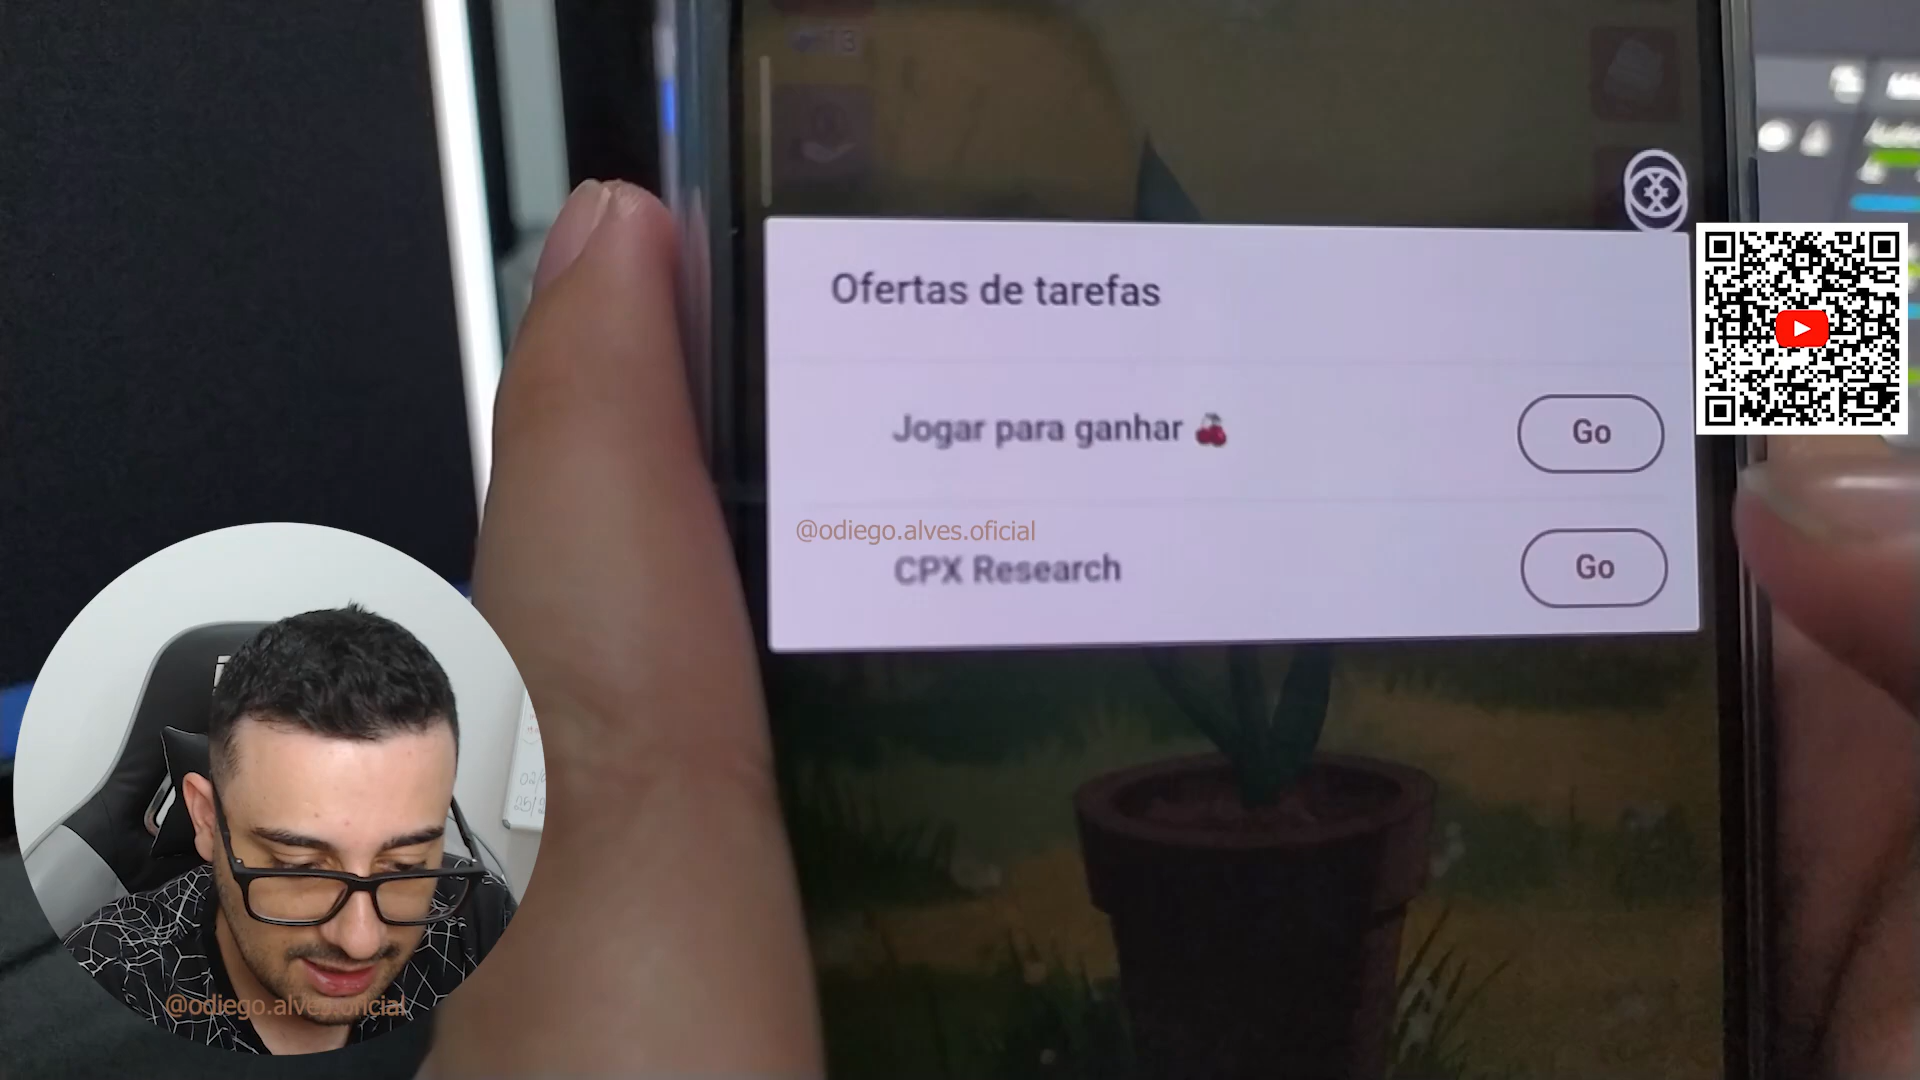 Ofertas de tarefas
Jogar para ganhar
Go
@odiego.alves.oficial
CPX Research
Go
@odiego.alves.oficial